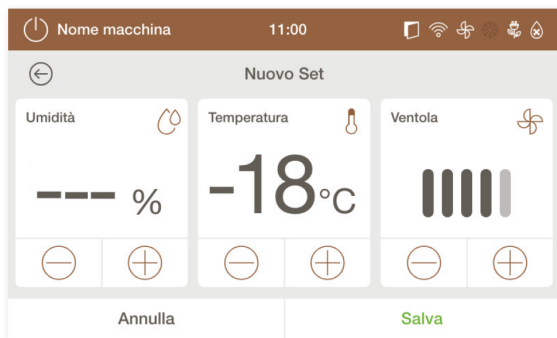 Nome macchina 11:00
Nuovo Set
Umidità Temperatura Ventola
--- % -18°C
Annulla Salva